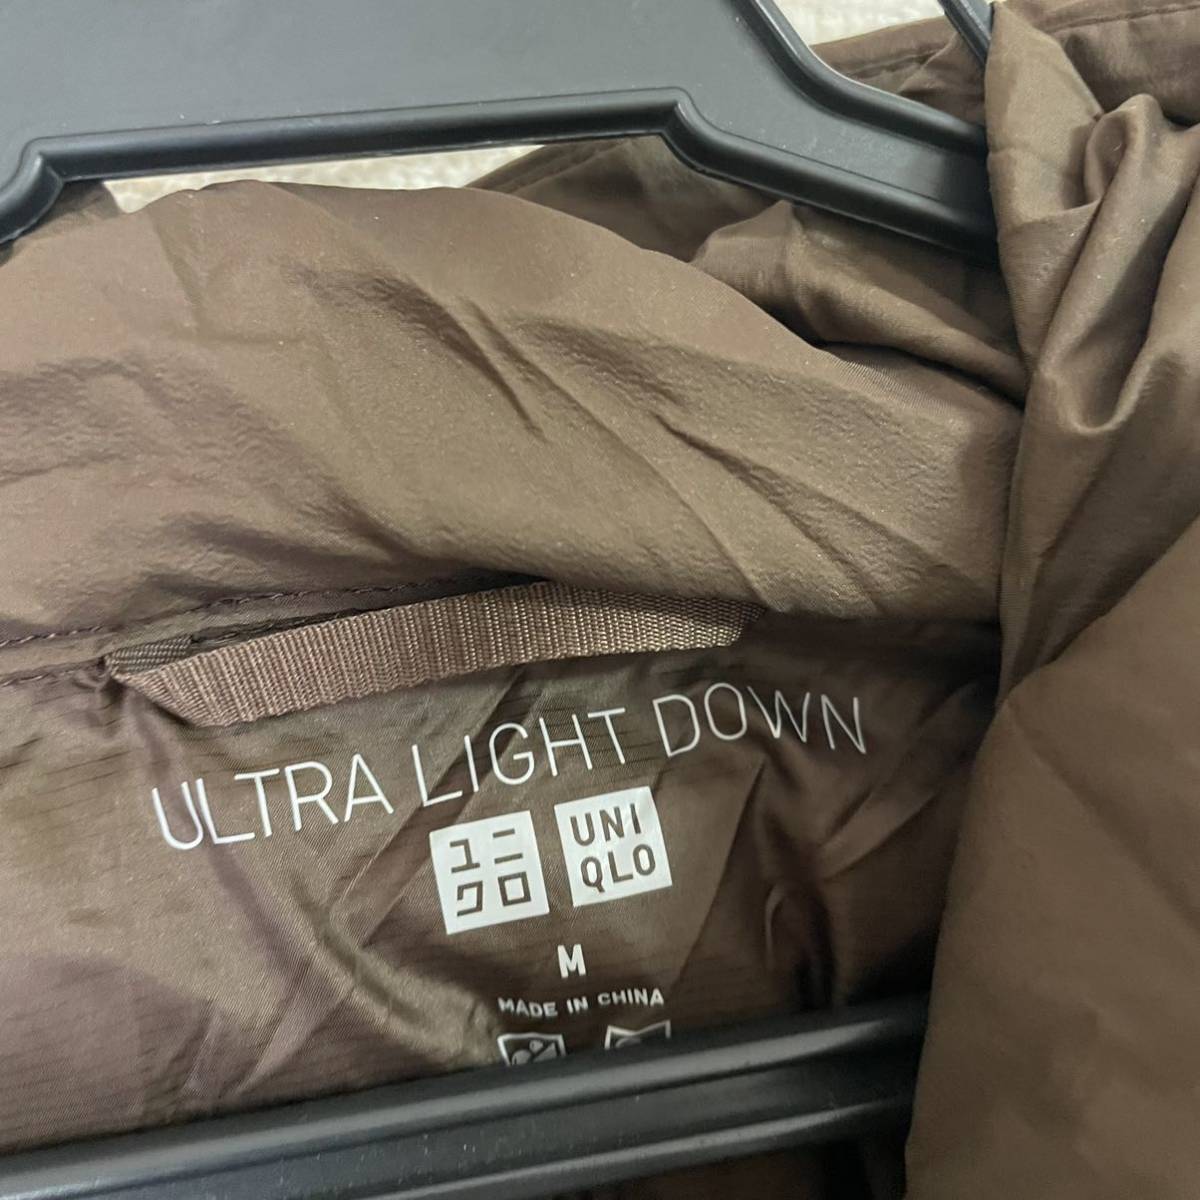 ULTRA LIGHT DOWN
ユニ
クロ
UNI
QLO
M
MADE IN CHINA